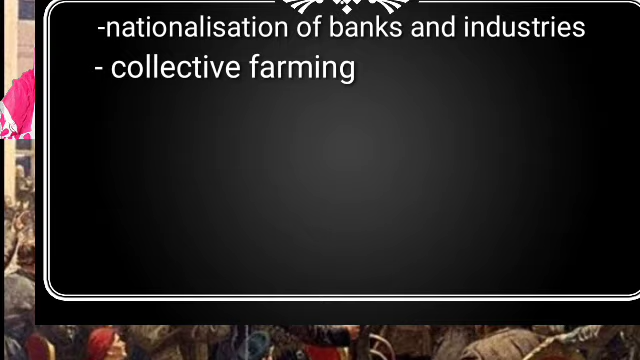 -nationalisation of banks and industries
- collective farming